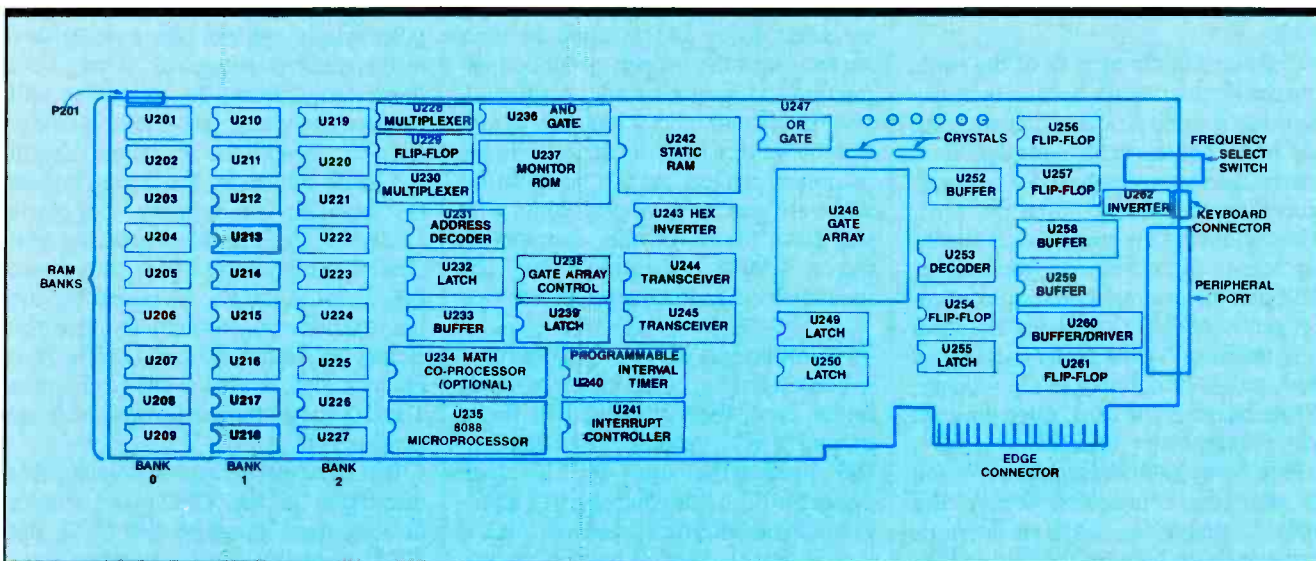 P201
RAM
BANKS
U201
U202
U203
U204
U205
U206
U207
U208
U209
BANK
0
U210
U211
U212
U213
U214
U215
U216
U217
U218
BANK
1
U219
U220
U221
U222
U223
U224
U225
U226
U227
BANK
2
U228
MULTIPLEXER
U229
FLIP-FLOP
U230
MULTIPLEXER
U231
ADDRESS
DECODER
U232
LATCH
U233
BUFFER
U234 MATH
CO-PROCESSOR
(OPTIONAL)
U235
8088
MICROPROCESSOR
U236 AND
GATE
U237
MONITOR
ROM
U238
GATE ARRAY
CONTROL
U239
LATCH
PROGRAMMABLE
INTERVAL
U240 TIMER
U241
INTERRUPT
CONTROLLER
U242
STATIC
RAM
U243 HEX
INVERTER
U244
TRANSCEIVER
U245
TRANSCEIVER
U247
OR
GATE
CRYSTALS
U246
GATE
ARRAY
U249
LATCH
U250
LATCH
U252
BUFFER
U253
DECODER
U254
FLIP-FLOP
U255
LATCH
U256
FLIP-FLOP
U257
FLIP-FLOP
U258
BUFFER
U259
BUFFER
U260
BUFFER/DRIVER
U261
FLIP-FLOP
U262
INVERTER
FREQUENCY
SELECT
SWITCH
KEYBOARD
CONNECTOR
PERIPHERAL
PORT
EDGE
CONNECTOR